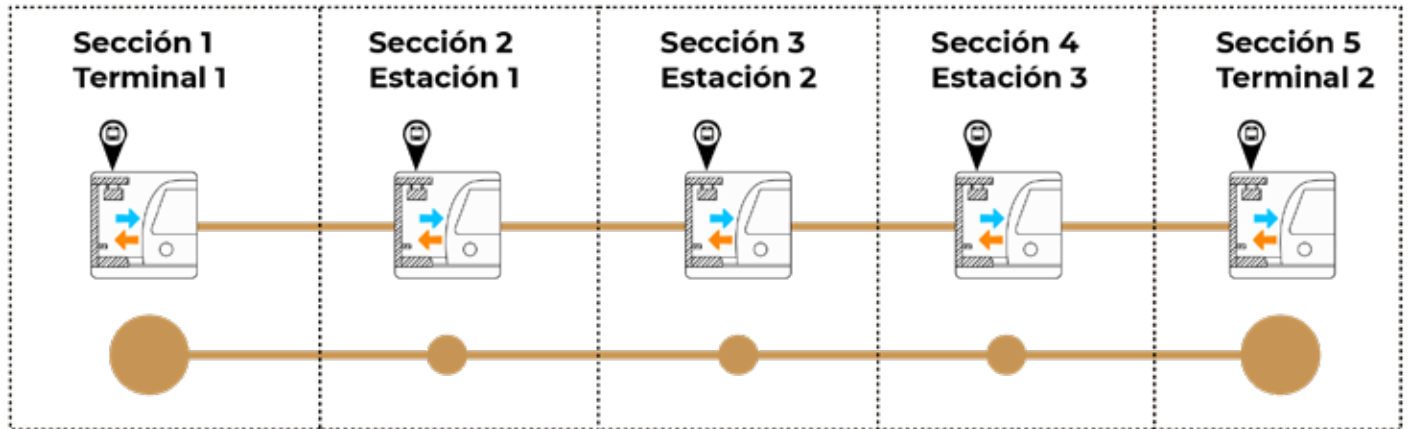 Sección 1
Terminal 1
Sección 2
Estación 1
Sección 3
Estación 2
Sección 4
Estación 3
Sección 5
Terminal 2